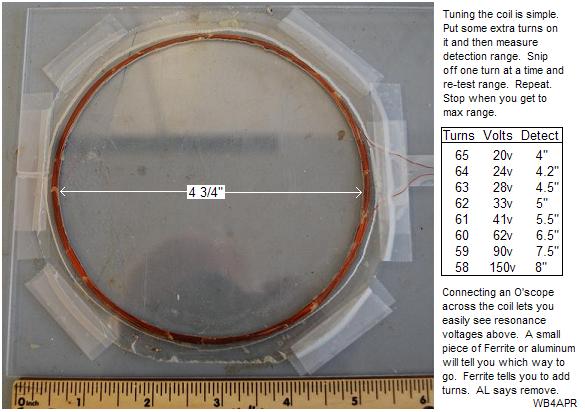 Tuning the coil is simple.
Put some extra turns on
it and then measure
detection range. Snip
off one turn at a time and
re-test range. Repeat.
Stop when you get to
max range.
Turns Volts Detect
65 20v 4"
64 24v 4.2"
63 28v 4.5"
62 33v 5"
61 41v 5.5"
60 62v 6.5"
59 90v 7.5"
58 150v 8"
4 3/4"
Connecting an O'scope
across the coil lets you
easily see resonance
voltages above. A small
piece of Ferrite or aluminum
will tell you which way to
go. Ferrite tells you to add
turns. AL says remove.
WB4APR
0 Inch 1 2 3 4 5 6